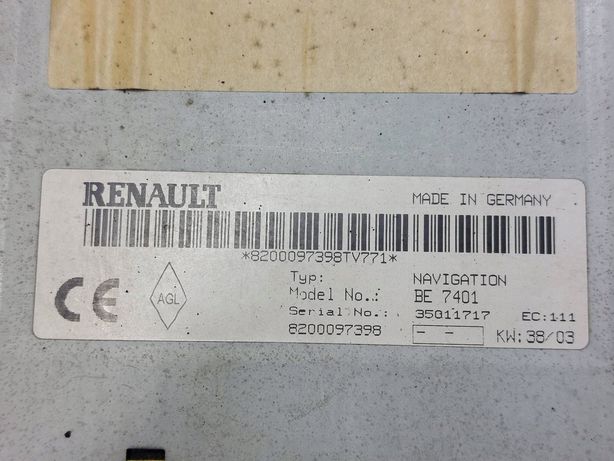 RENAULT MADE IN GERMANY
*8200097398TV771*
Typ: NAVIGATION
Model No.: BE 7401
Serial No.: 35011717 EC:111
8200097398 -- KW:38/03
CE
AGL